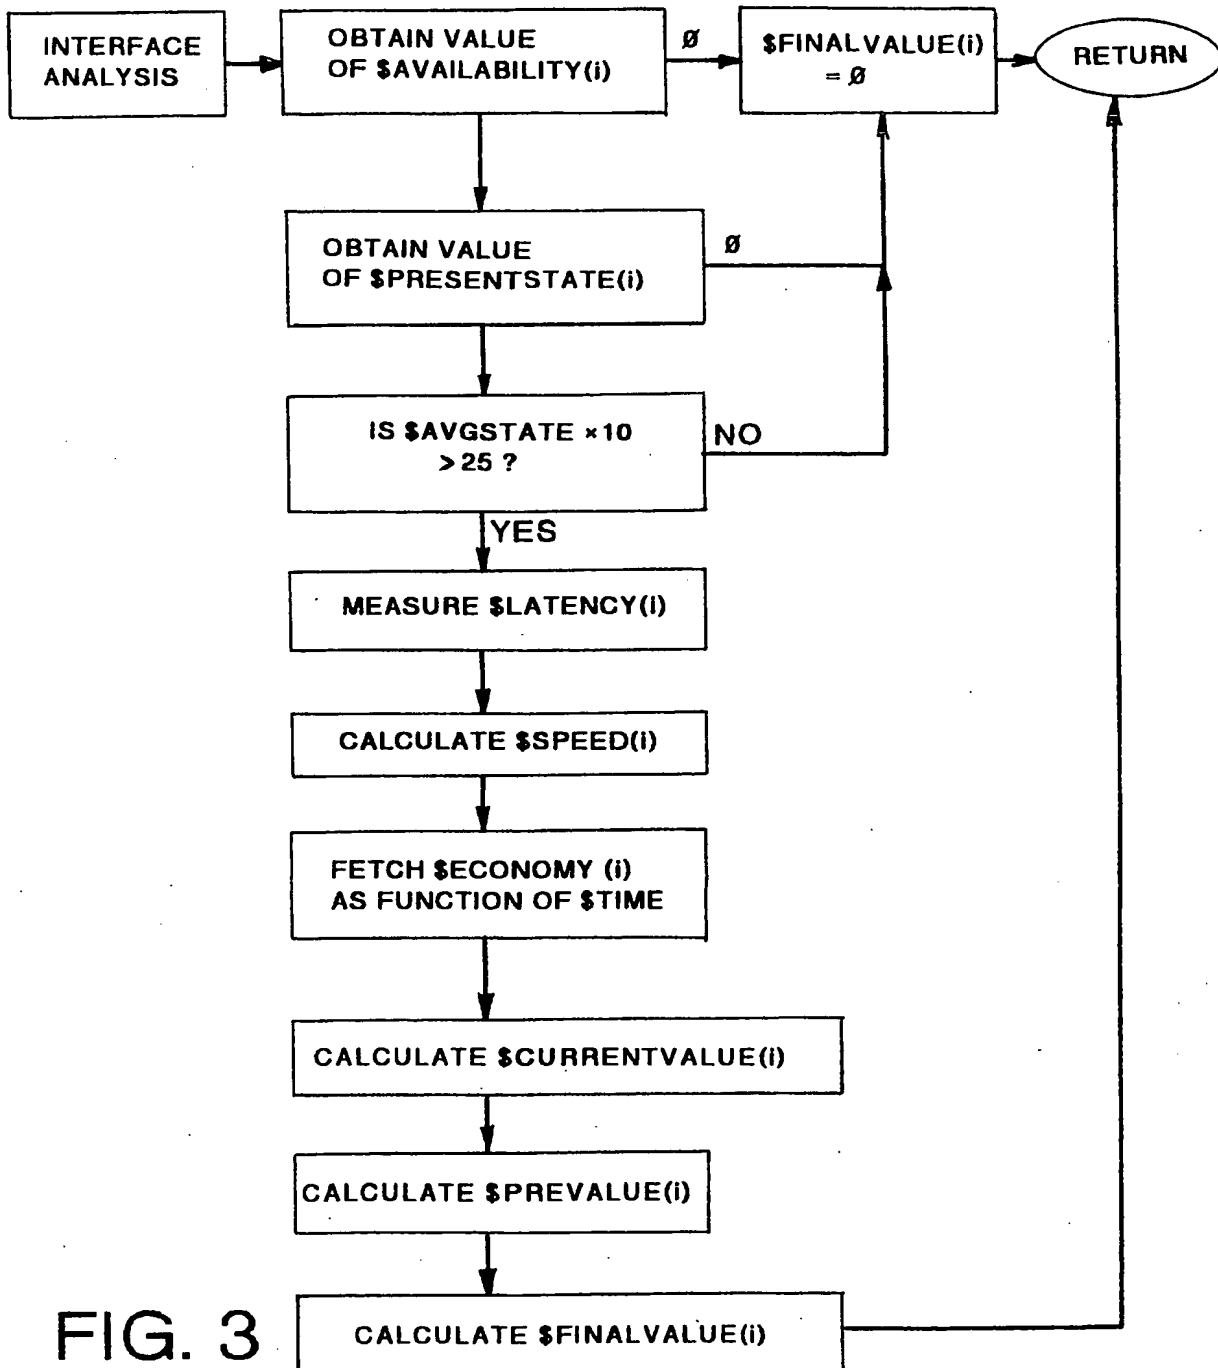 INTERFACE
ANALYSIS
OBTAIN VALUE
OF $AVAILABILITY(i)
Ø
$FINALVALUE(i)
= Ø
RETURN
OBTAIN VALUE
OF $PRESENTSTATE(i)
Ø
IS $AVGSTATE ×10
> 25 ?
NO
YES
MEASURE $LATENCY(i)
CALCULATE $SPEED(i)
FETCH $ECONOMY (i)
AS FUNCTION OF $TIME
CALCULATE $CURRENTVALUE(i)
CALCULATE $PREVALUE(i)
CALCULATE $FINALVALUE(i)
FIG. 3